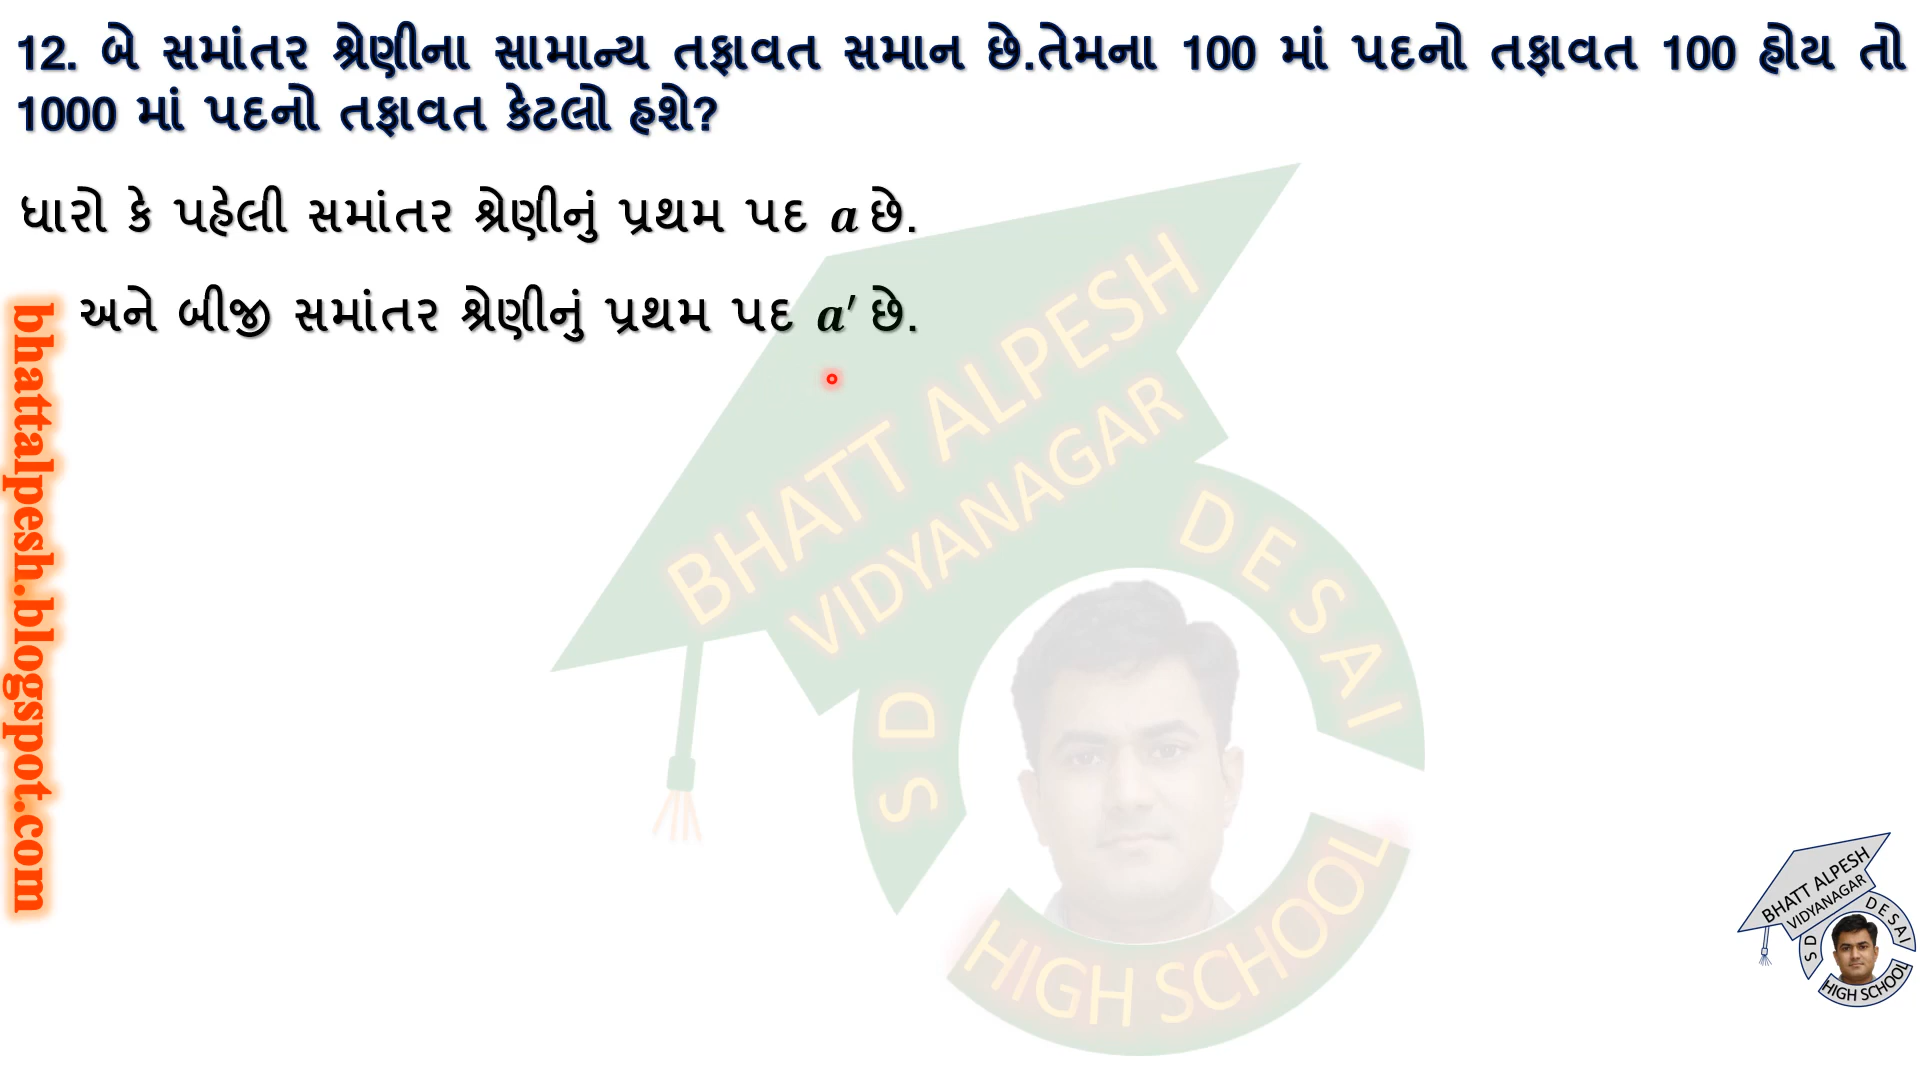 12. બે સમાંતર શ્રેણીના સામાન્ય તફાવત સમાન છે.તેમના 100 માં પદનો તફાવત 100 હોય તો
1000 માં પદનો તફાવત કેટલો હશે?
ધારો કે પહેલી સમાંતર શ્રેણીનું પ્રથમ પદ a છે.
અને બીજી સમાંતર શ્રેણીનું પ્રથમ પદ a′ છે.
bhattalpesh.blogspot.com
BHATT ALPESH
VIDYANAGAR
S D DESAI
HIGH SCHOOL
BHATT ALPESH
VIDYANAGAR
S D DESAI
HIGH SCHOOL